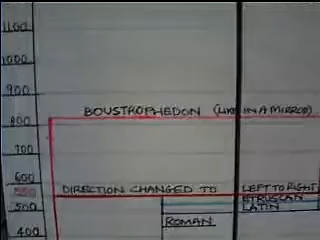 1100
1000
900
BOUSTROPHEDON (LIKE IN A MIRROR)
800
700
600
550 DIRECTION CHANGED TO LEFT TO RIGHT
ETRUSCAN
500 LATIN
ROMAN
400